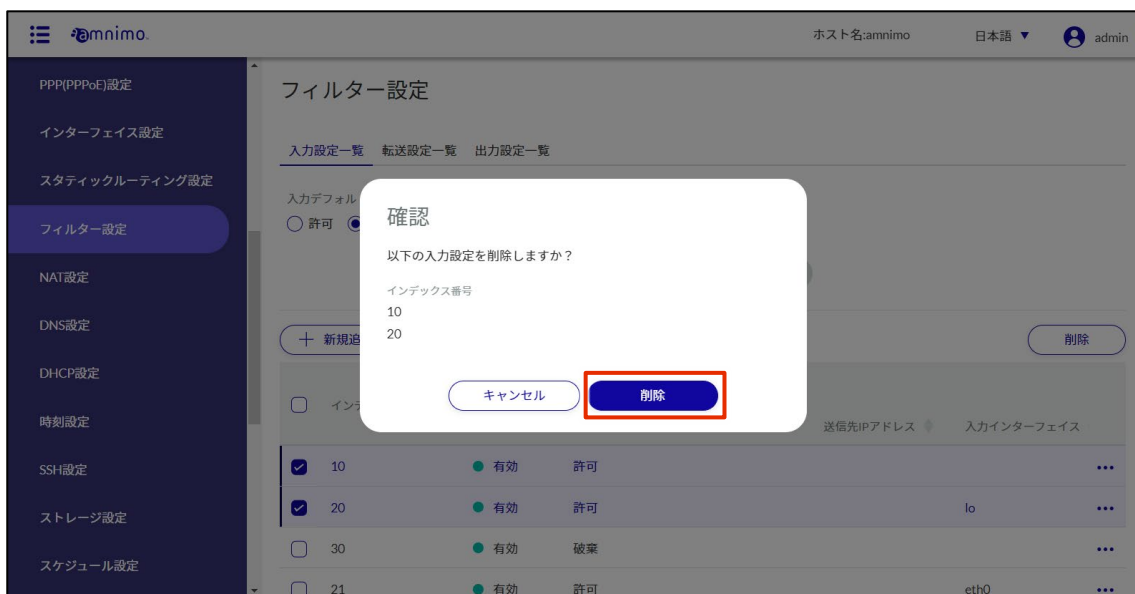 amnimo.
ホスト名:amnimo
日本語 ▼
admin
PPP(PPPoE)設定
インターフェイス設定
スタティックルーティング設定
フィルター設定
NAT設定
DNS設定
DHCP設定
時刻設定
SSH設定
ストレージ設定
スケジュール設定
フィルター設定
入力設定一覧 転送設定一覧 出力設定一覧
入力デフォル
許可
確認
以下の入力設定を削除しますか?
インデックス番号
10
20
キャンセル 削除
+ 新規追
削除
イン
送信先IPアドレス 入力インターフェイス
10 有効 許可 •••
20 有効 許可 lo •••
30 有効 破棄 •••
21 有効 許可 eth0 •••